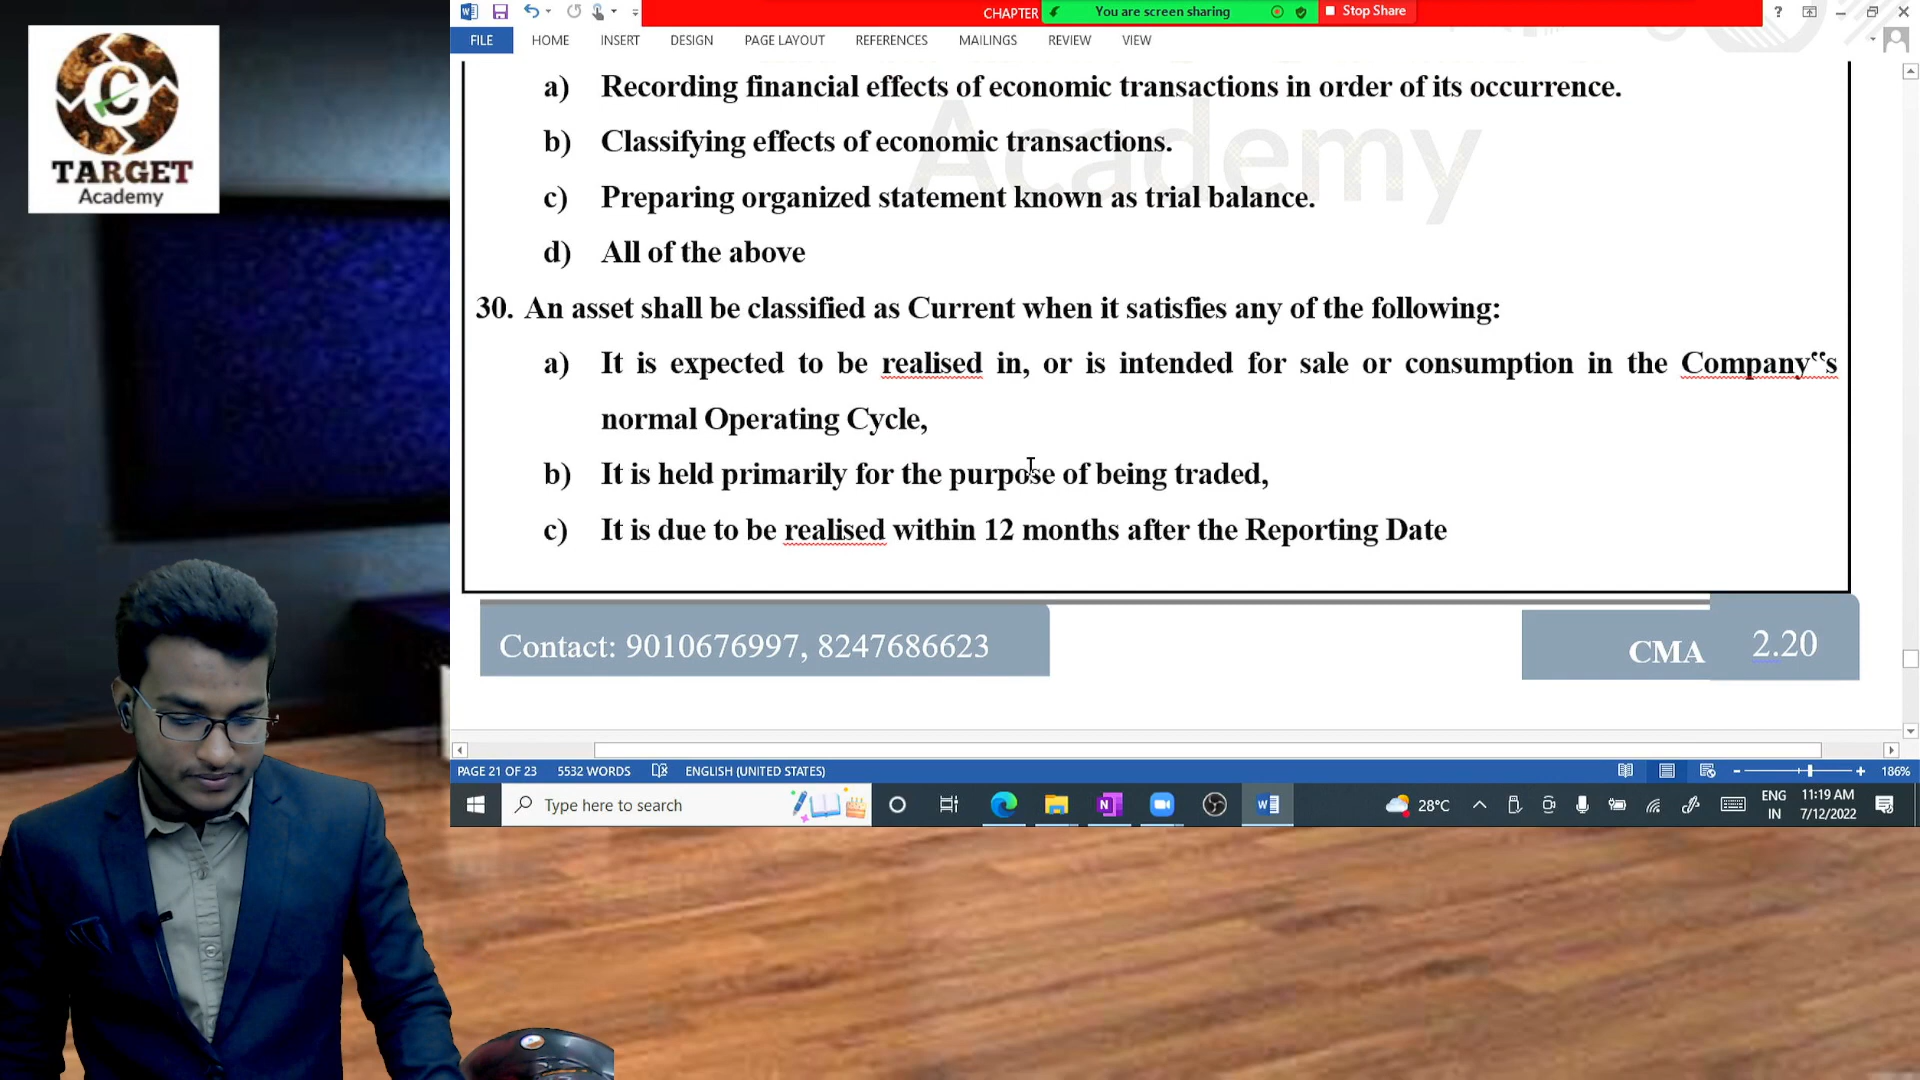 C
TARGET
Academy
CHAPTER
You are screen sharing
Stop Share
?
FILE
HOME
INSERT
DESIGN
PAGE LAYOUT
REFERENCES
MAILINGS
REVIEW
VIEW
Academy
a) Recording financial effects of economic transactions in order of its occurrence.
b) Classifying effects of economic transactions.
c) Preparing organized statement known as trial balance.
d) All of the above
30. An asset shall be classified as Current when it satisfies any of the following:
a) It is expected to be realised in, or is intended for sale or consumption in the Company‟s
normal Operating Cycle,
b) It is held primarily for the purpose of being traded,
c) It is due to be realised within 12 months after the Reporting Date
Contact: 9010676997, 8247686623
CMA 2.20
PAGE 21 OF 23
5532 WORDS
ENGLISH (UNITED STATES)
186%
Type here to search
28°C
ENG
IN
11:19 AM
7/12/2022